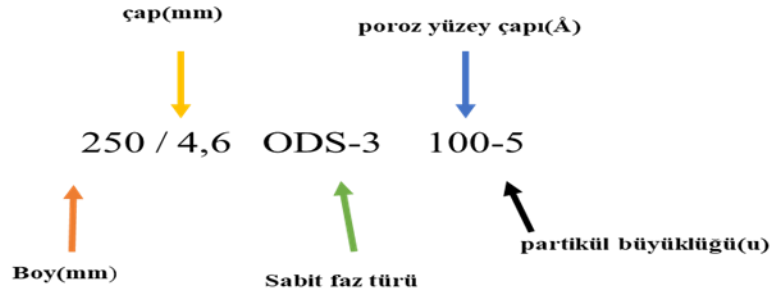 çap(mm)
poroz yüzey çapı(Å)
250 / 4,6 ODS-3 100-5
partikül büyüklüğü(u)
Boy(mm)
Sabit faz türü